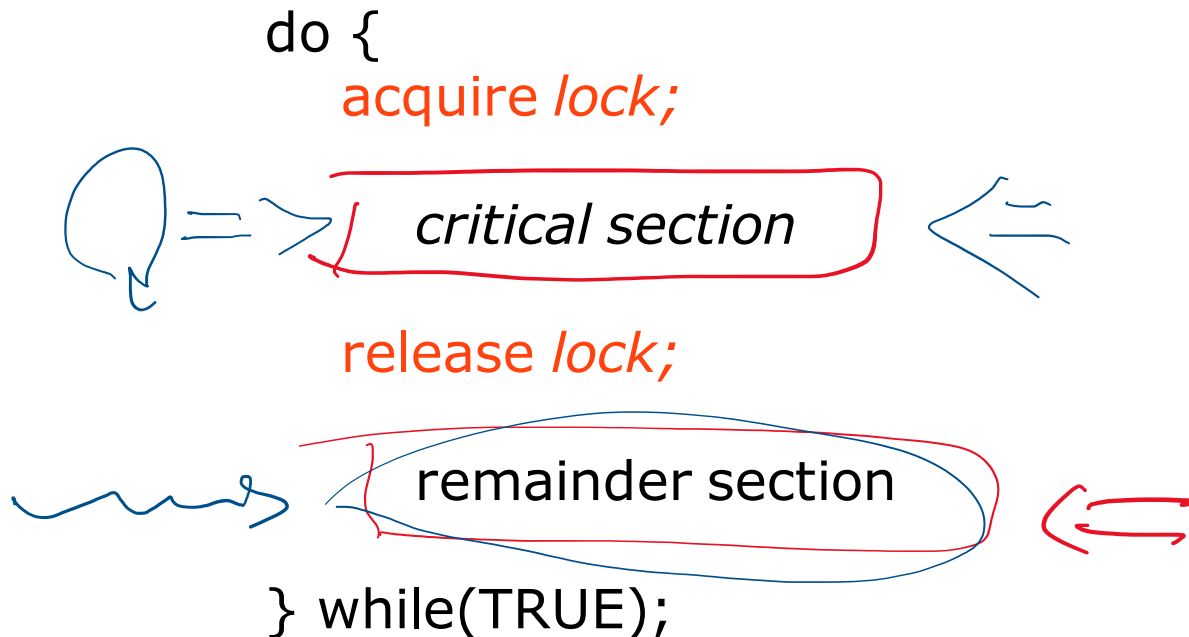 do {
acquire lock;
critical section
release lock;
remainder section
} while(TRUE);